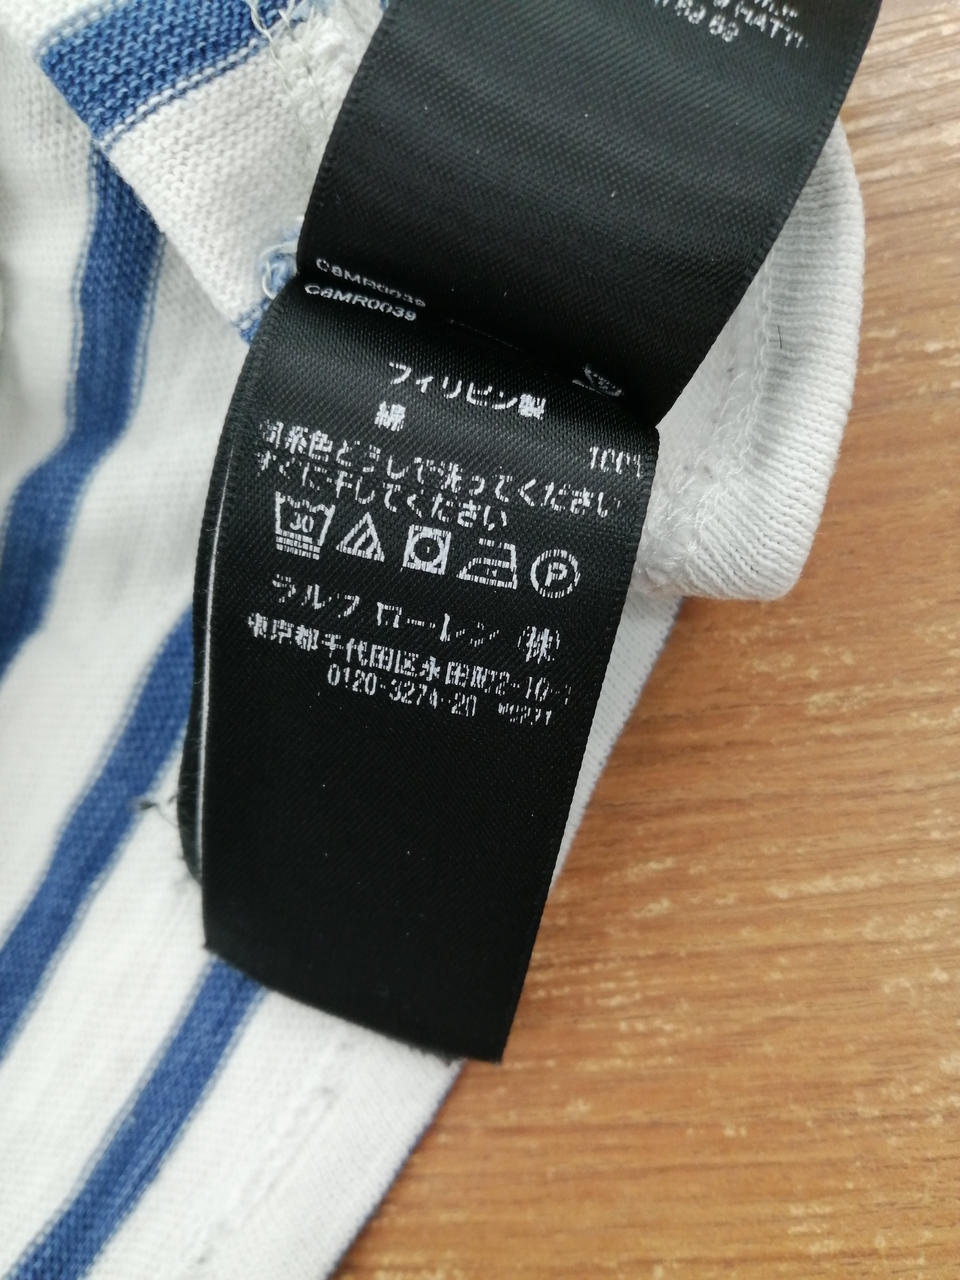 C8MR0039
C8MR0039
フィリピン製
綿 100%
同系色どうしで洗ってください
すぐに干してください
30
P
ラルフ ローレン (株)
東京都千代田区永田町2-10-
0120-3274-20